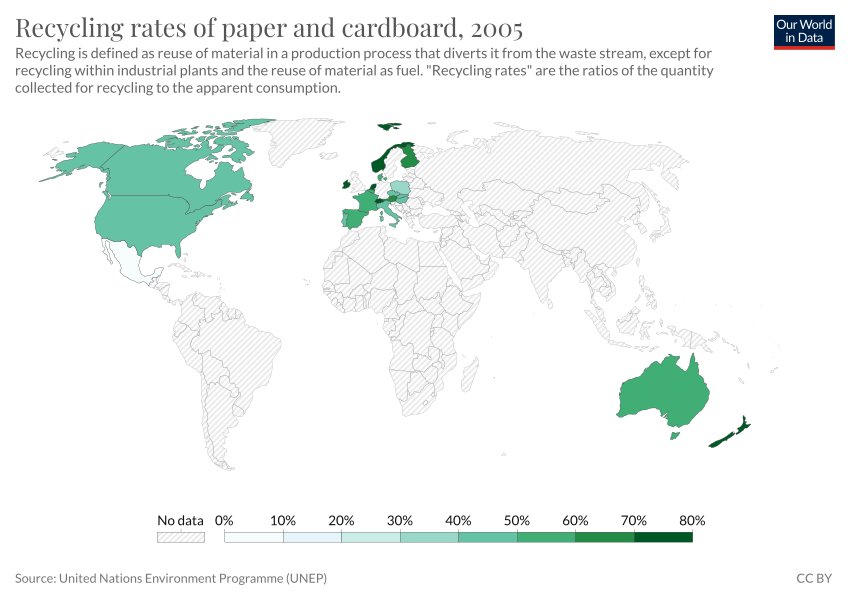 Recycling rates of paper and cardboard, 2005
Our World
in Data
Recycling is defined as reuse of material in a production process that diverts it from the waste stream, except for
recycling within industrial plants and the reuse of material as fuel. "Recycling rates" are the ratios of the quantity
collected for recycling to the apparent consumption.
No data 0% 10% 20% 30% 40% 50% 60% 70% 80%
Source: United Nations Environment Programme (UNEP)
CC BY